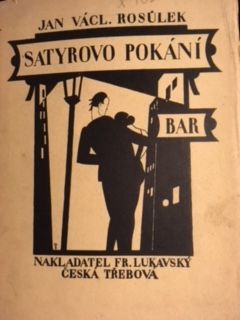 JAN VÁCL. ROSŮLEK
SATYROVO POKÁNÍ
BAR
NAKLADATEL FR. LUKAVSKÝ
ČESKÁ TŘEBOVÁ